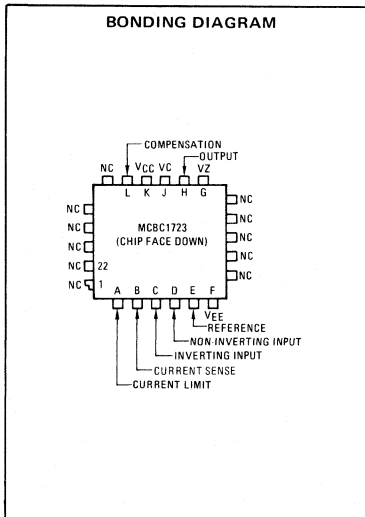 BONDING DIAGRAM
COMPENSATION
NC VCC VC OUTPUT VZ
L K J H G
NC NC
NC MCBC1723 NC
NC (CHIP FACE DOWN) NC
NC 22 NC
NC 1 NC
A B C D E F
VEE
REFERENCE
NON-INVERTING INPUT
INVERTING INPUT
CURRENT SENSE
CURRENT LIMIT